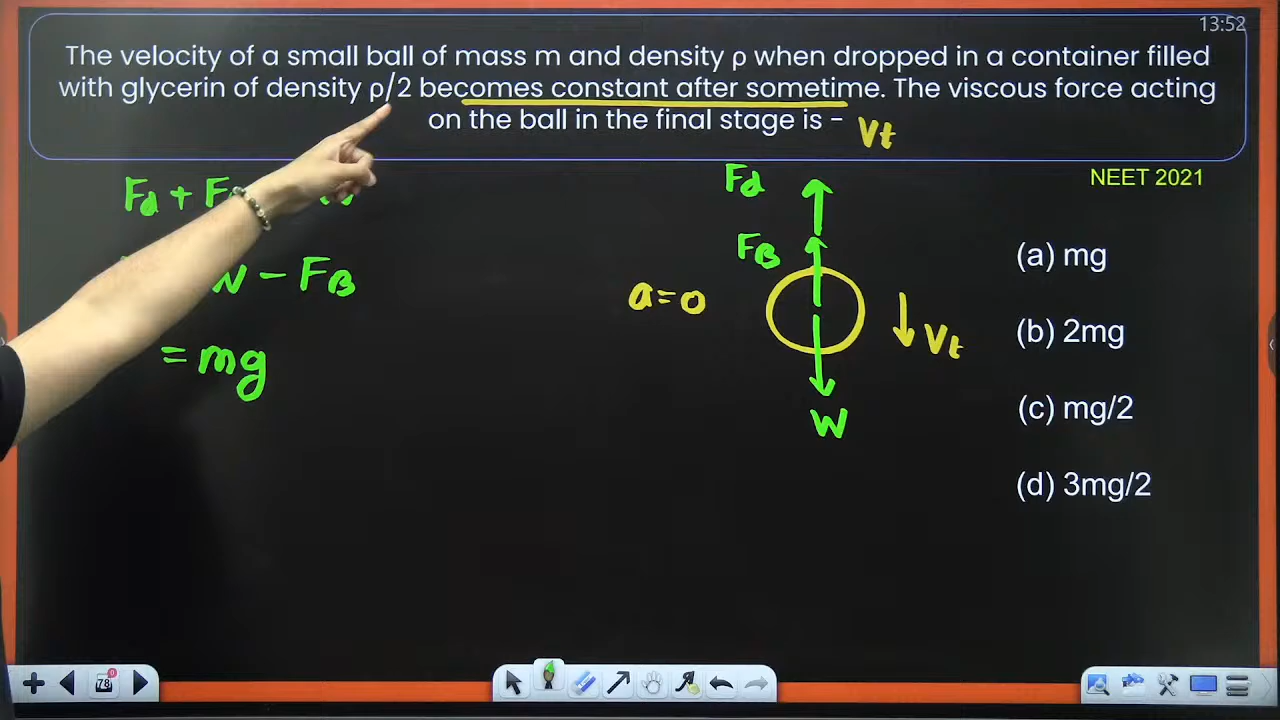 13:52
The velocity of a small ball of mass m and density ρ when dropped in a container filled
with glycerin of density ρ/2 becomes constant after sometime. The viscous force acting
on the ball in the final stage is -
Vt
NEET 2021
Fd + F
W - FB
= mg
Fd
FB
a=0
Vt
W
(a) mg
(b) 2mg
(c) mg/2
(d) 3mg/2
78